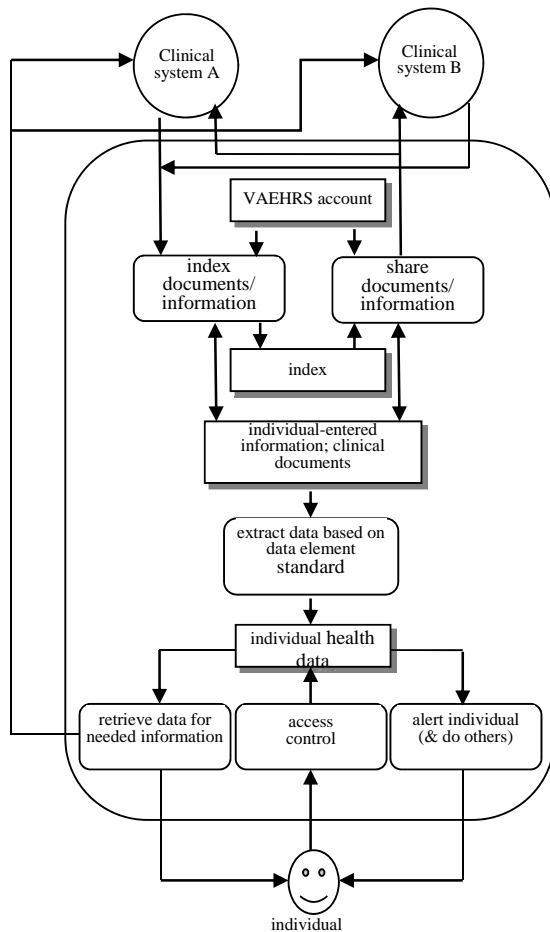 Clinical
system A
Clinical
system B
VAEHRS account
index
documents/
information
share
documents/
information
index
individual-entered
information; clinical
documents
extract data based on
data element
standard
individual health
data
retrieve data for
needed information
access
control
alert individual
(& do others)
individual